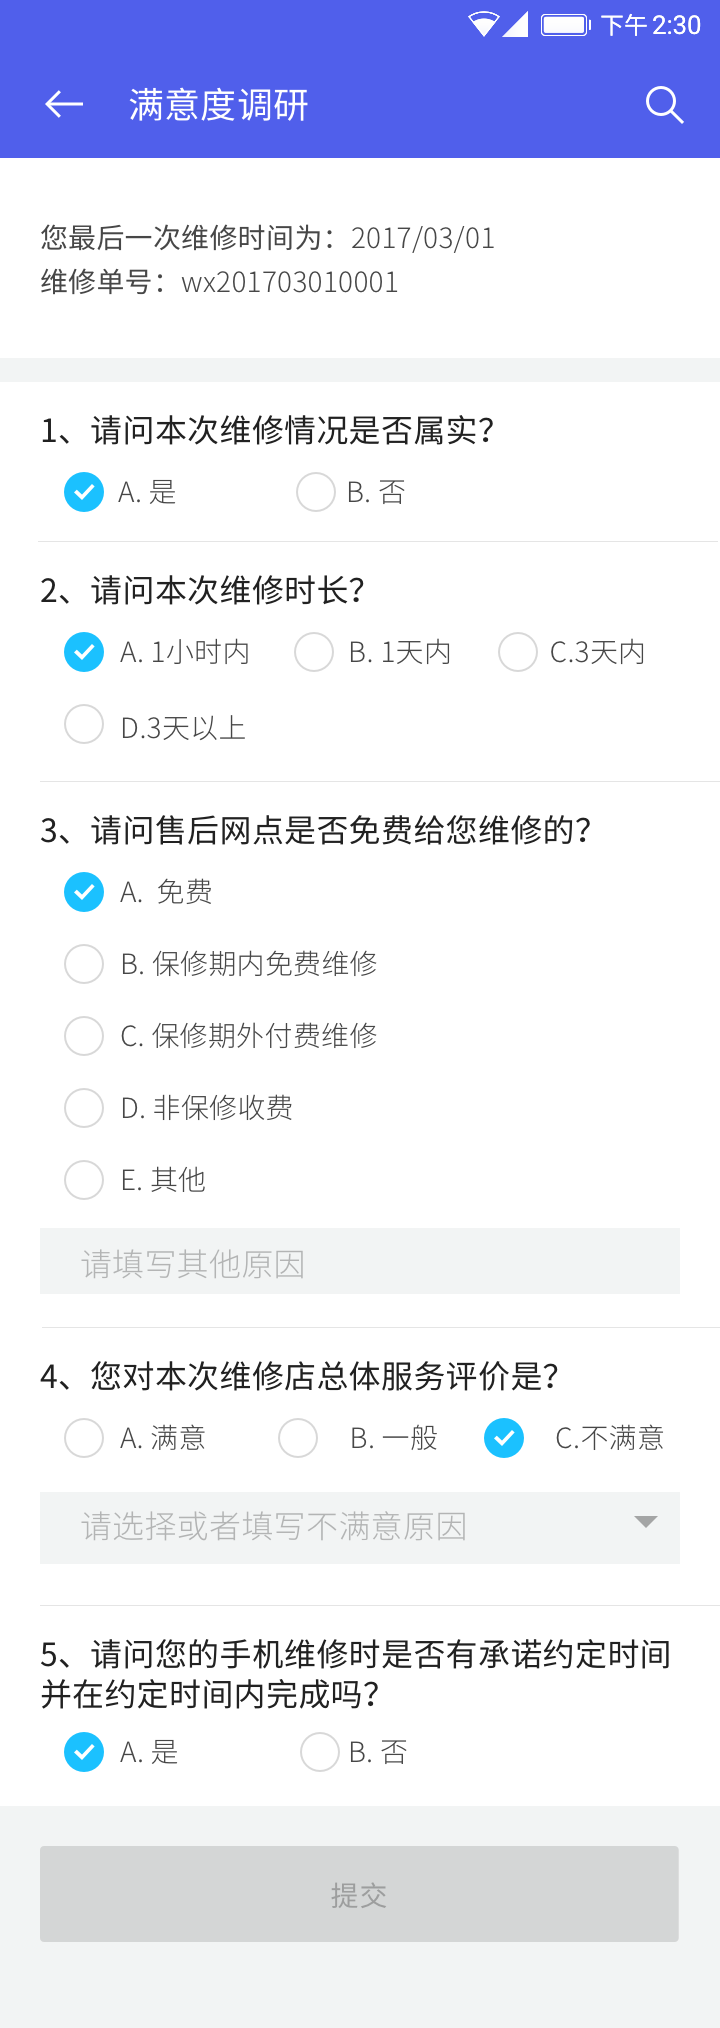 下午 2:30
满意度调研
您最后一次维修时间为：2017/03/01
维修单号：wx201703010001
1、请问本次维修情况是否属实？
A. 是 B. 否
2、请问本次维修时长？
A. 1小时内 B. 1天内 C.3天内
D.3天以上
3、请问售后网点是否免费给您维修的？
A. 免费
B. 保修期内免费维修
C. 保修期外付费维修
D. 非保修收费
E. 其他
请填写其他原因
4、您对本次维修店总体服务评价是？
A. 满意 B. 一般 C.不满意
请选择或者填写不满意原因
5、请问您的手机维修时是否有承诺约定时间
并在约定时间内完成吗？
A. 是 B. 否
提交